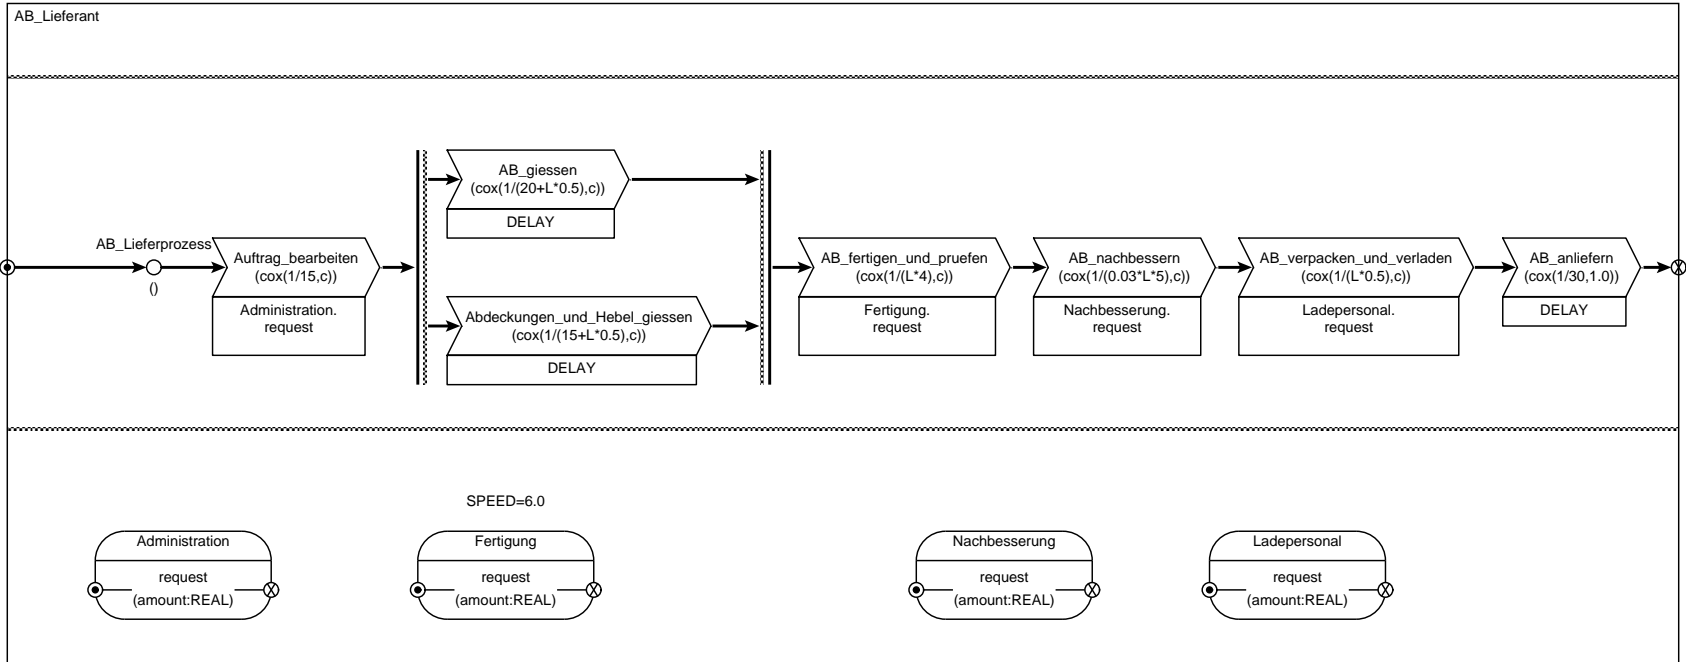 AB_Lieferant
AB_giessen
(cox(1/(20+L*0.5),c))
DELAY
AB_Lieferprozess
()
Auftrag_bearbeiten
(cox(1/15,c))
Administration.
request
Abdeckungen_und_Hebel_giessen
(cox(1/(15+L*0.5),c))
DELAY
AB_fertigen_und_pruefen
(cox(1/(L*4),c))
Fertigung.
request
AB_nachbessern
(cox(1/(0.03*L*5),c))
Nachbesserung.
request
AB_verpacken_und_verladen
(cox(1/(L*0.5),c))
Ladepersonal.
request
AB_anliefern
(cox(1/30,1.0))
DELAY
SPEED=6.0
Administration
request
(amount:REAL)
Fertigung
request
(amount:REAL)
Nachbesserung
request
(amount:REAL)
Ladepersonal
request
(amount:REAL)